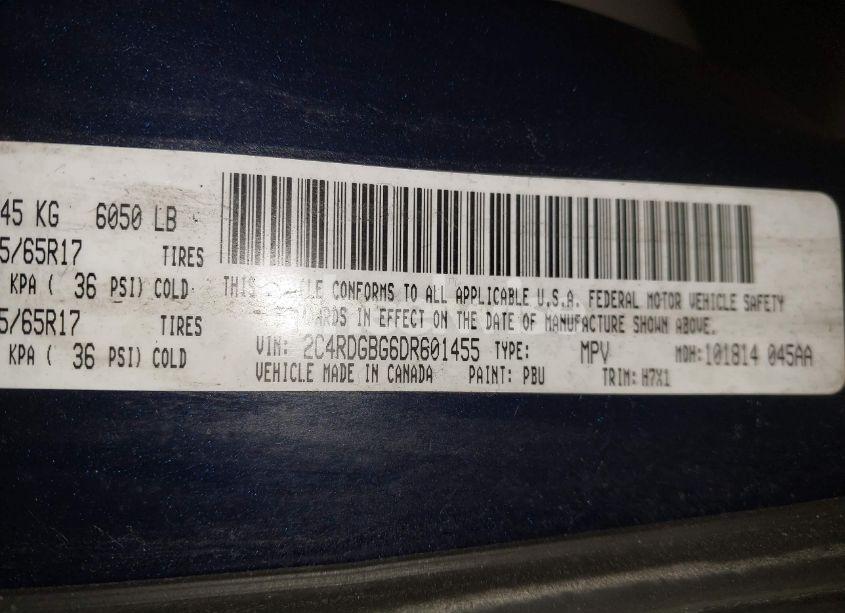 45 KG 6050 LB
5/65R17 TIRES
KPA ( 36 PSI) COLD
5/65R17 TIRES
KPA ( 36 PSI) COLD
THIS CONFORMS TO ALL APPLICABLE U.S.A. FEDERAL MOTOR VEHICLE SAFETY
IN EFFECT ON THE DATE OF MANUFACTURE SHOWN ABOVE.
VIN: 2C4RDGBG6DR601455 TYPE: MPV MDH:101814 045AA
VEHICLE MADE IN CANADA PAINT: PBU TRIM: H7X1